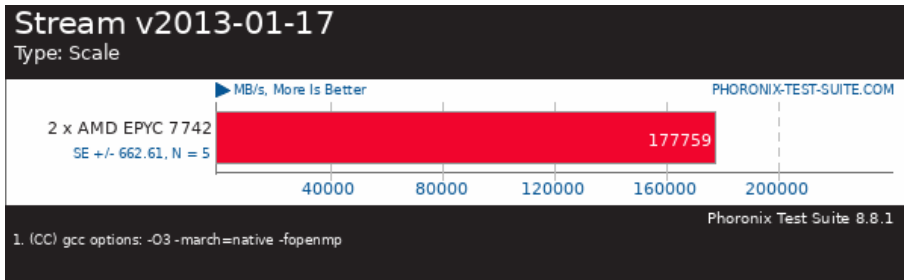 Stream v2013-01-17
Type: Scale
MB/s, More Is Better
PHORONIX-TEST-SUITE.COM
2 x AMD EPYC 7742
SE +/- 662.61, N = 5
177759
40000 80000 120000 160000 200000
Phoronix Test Suite 8.8.1
1. (CC) gcc options: -O3 -march=native -fopenmp